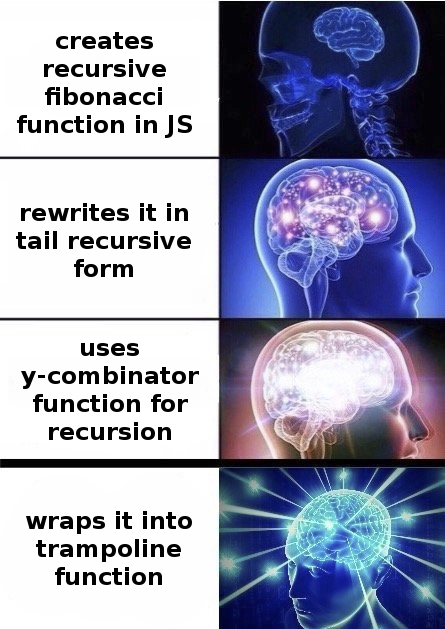 creates
recursive
fibonacci
function in JS
rewrites it in
tail recursive
form
uses
y-combinator
function for
recursion
wraps it into
trampoline
function